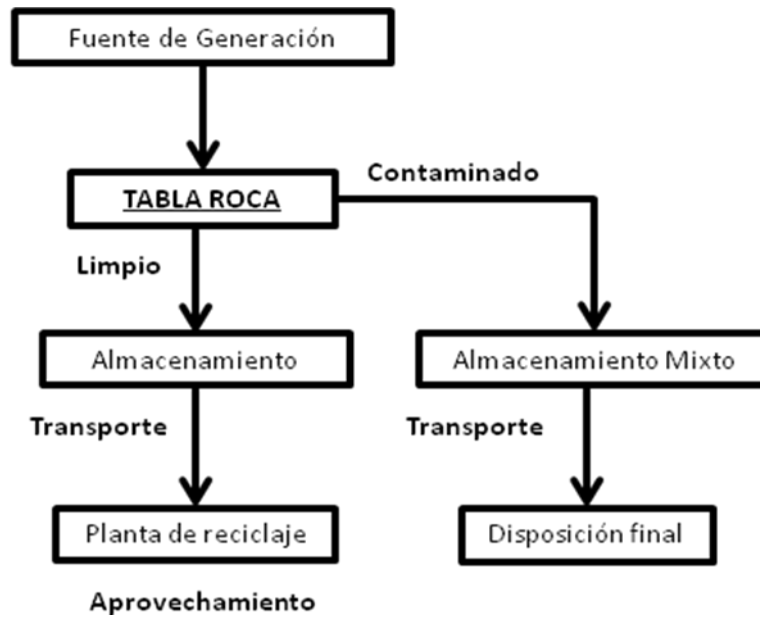 Fuente de Generación
TABLA ROCA
Contaminado
Limpio
Almacenamiento
Almacenamiento Mixto
Transporte
Transporte
Planta de reciclaje
Disposición final
Aprovechamiento